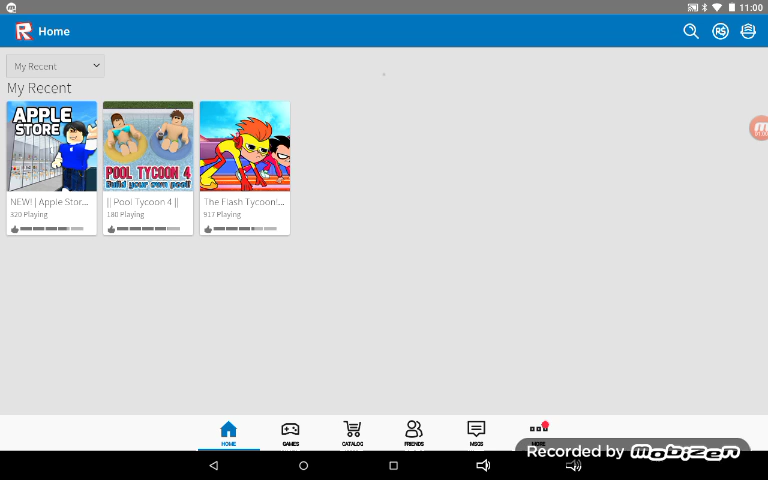 11:00
R Home
R$
My Recent
My Recent
APPLE
STORE
POOL TYCOON 4
Build your own pool!
NEW! | Apple Stor...
|| Pool Tycoon 4 ||
The Flash Tycoon!...
320 Playing
180 Playing
917 Playing
HOME
GAMES
CATALOG
FRIENDS
MSGS
MORE
Recorded by mobizen